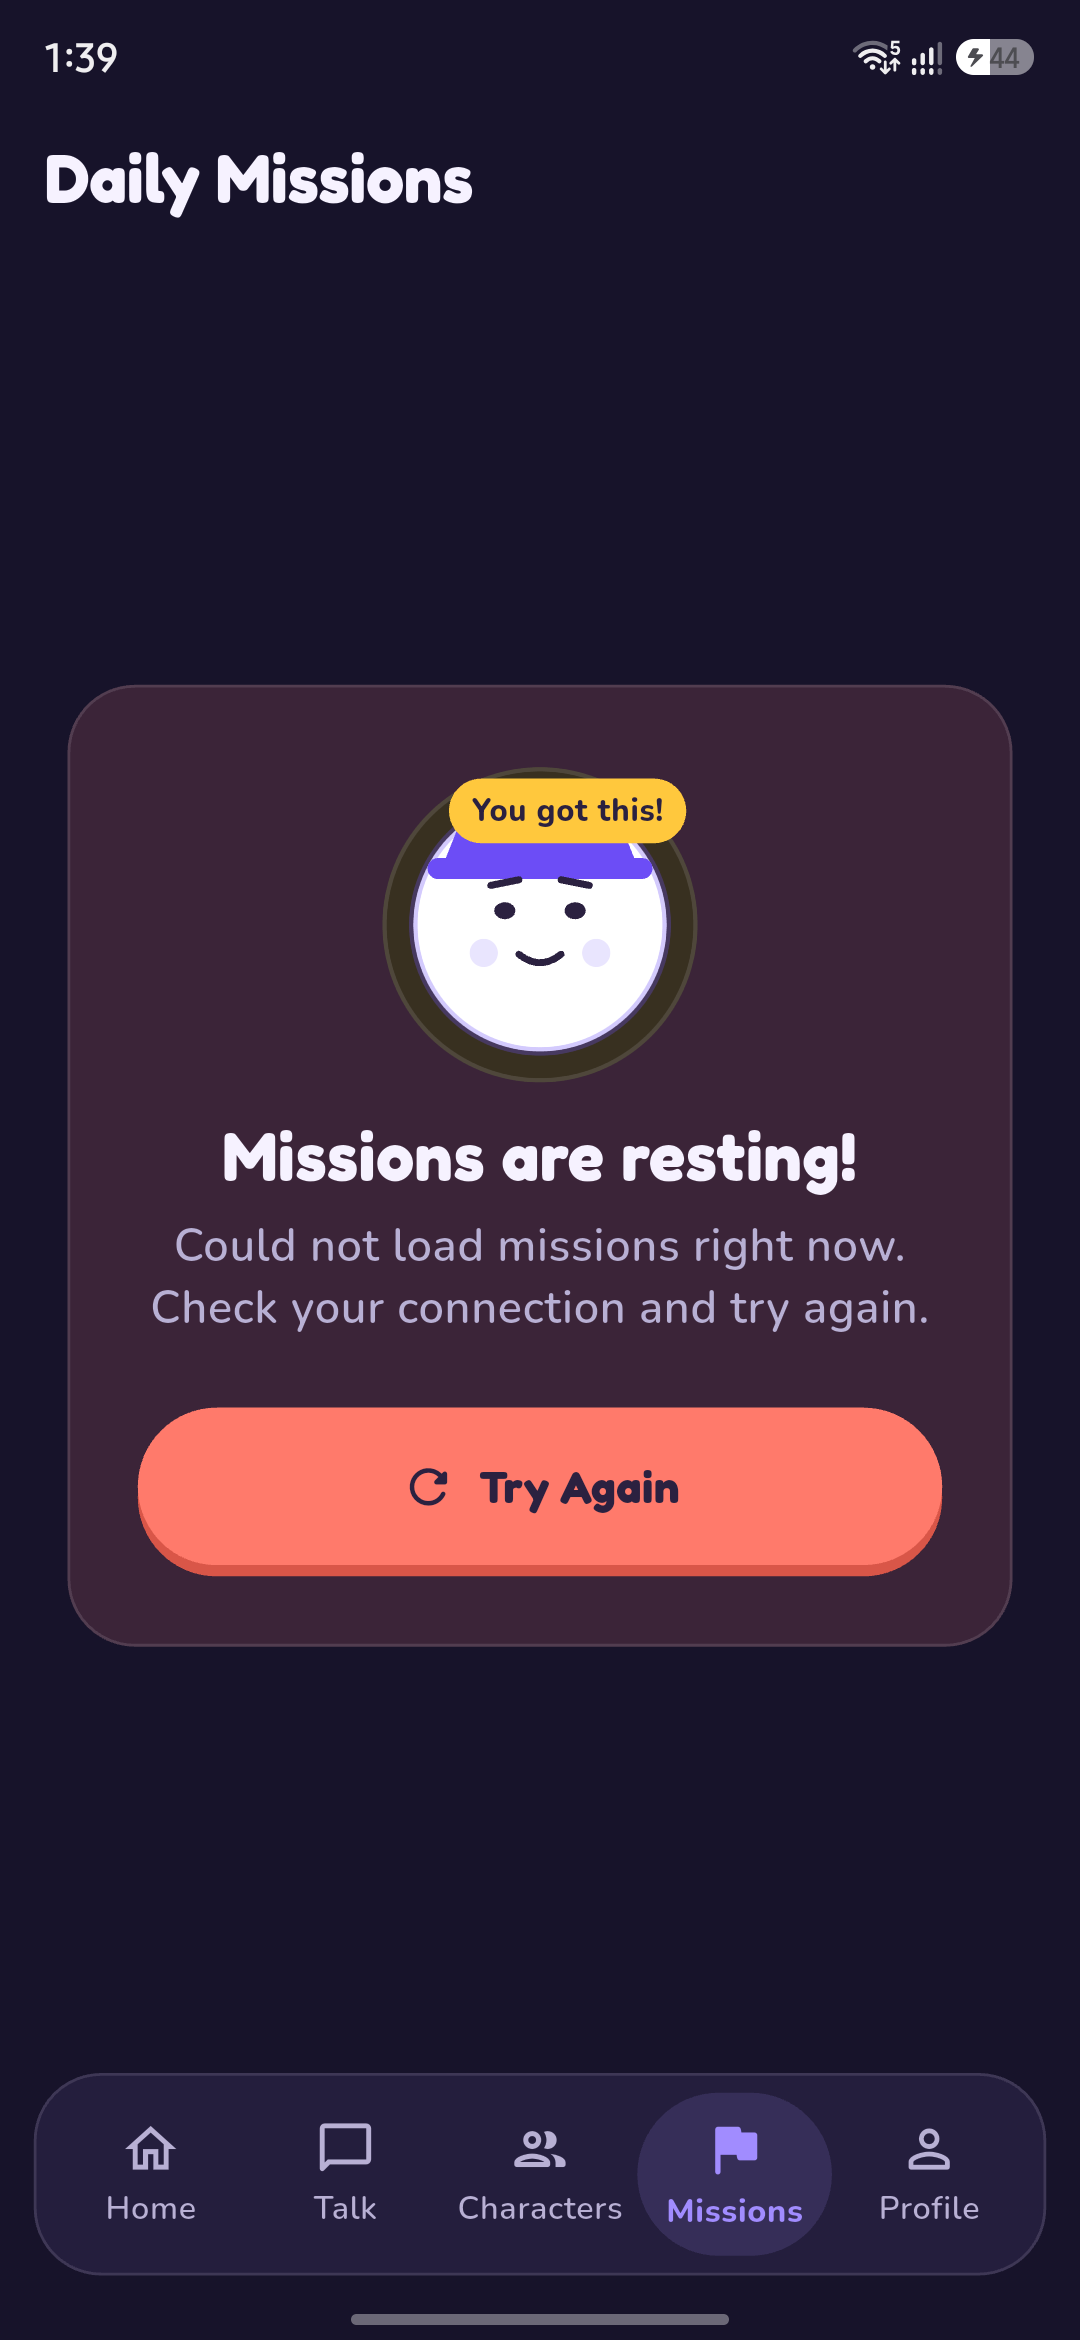 1:39
5
44
Daily Missions
You got this!
Missions are resting!
Could not load missions right now.
Check your connection and try again.
Try Again
Home
Talk
Characters
Missions
Profile